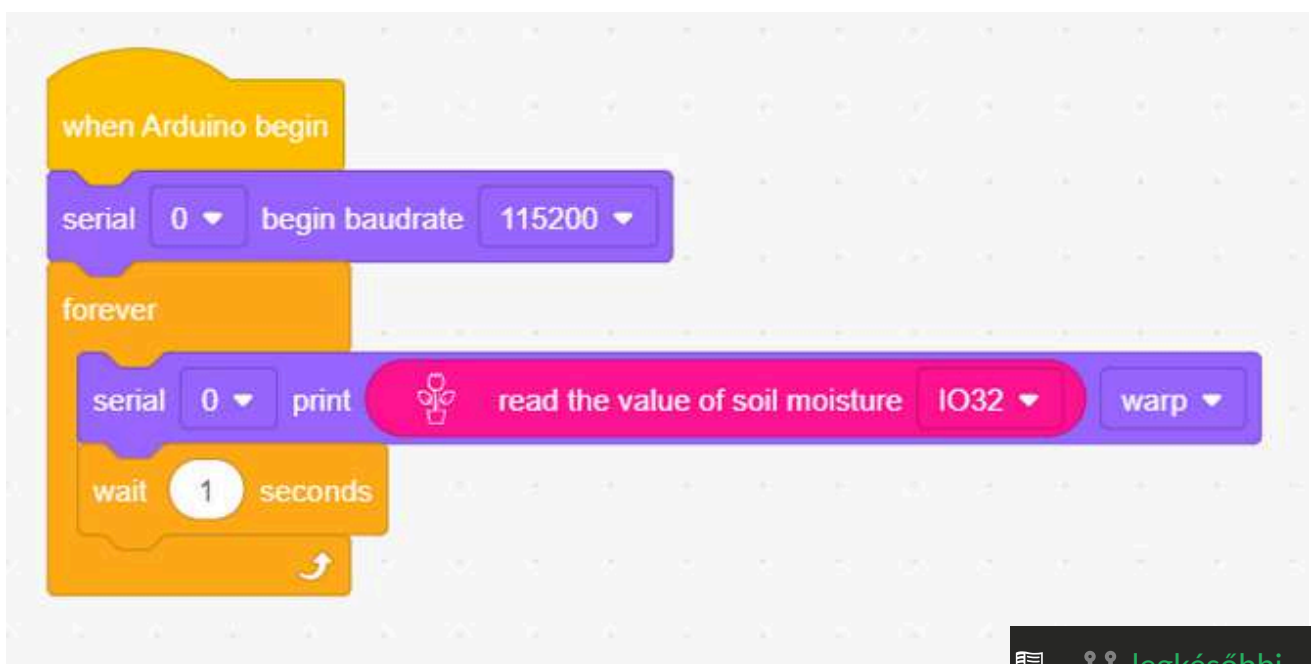 when Arduino begin
serial 0 begin baudrate 115200
forever
serial 0 print read the value of soil moisture IO32 warp
wait 1 seconds
legkésőbbi